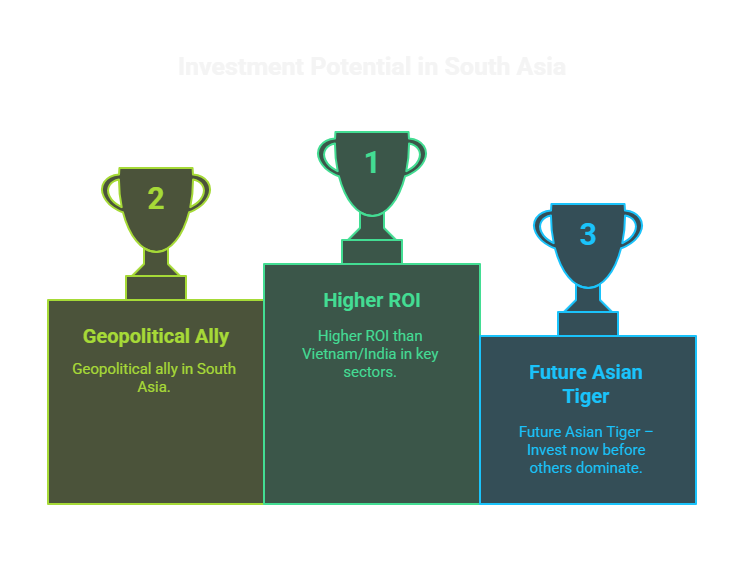 Investment Potential in South Asia
2
1
3
Geopolitical Ally
Geopolitical ally in South
Asia.
Higher ROI
Higher ROI than
Vietnam/India in key
sectors.
Future Asian
Tiger
Future Asian Tiger –
Invest now before
others dominate.